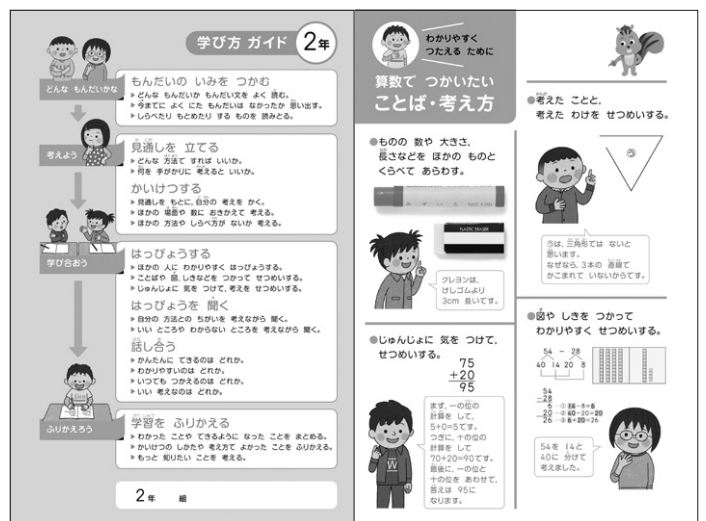 学び方 ガイド 2年
どんな もんだいかな
もんだいの いみを つかむ
▶どんな もんだいか もんだい文を よく 読む。
▶今までに よく にた もんだいは なかったか 思い出す。
▶しらべたり もとめたり する ものを 読みとる。
考えよう
見通しを 立てる
▶どんな 方法で すれば いいか。
▶何を 手がかりに 考えると いいか。
かいけつする
▶見通しを もとに、自分の 考えを かく。
▶ほかの 場面や 数に おきかえて 考える。
▶ほかの 方法や しらべ方が ないか 考える。
学び合おう
はっぴょうする
▶ほかの 人に わかりやすく はっぴょうする。
▶ことばや 図、しきなどを つかって せつめいする。
▶じゅんじょに 気を つけて、考えを せつめいする。
はっぴょうを 聞く
▶自分の 方法との ちがいを 考えながら 聞く。
▶いい ところや わからない ところを 考えながら 聞く。
話し合う
▶かんたんに できるのは どれか。
▶わかりやすいのは どれか。
▶いつでも つかえるのは どれか。
▶いい 考えなのは どれか。
ふりかえろう
学習を ふりかえる
▶わかった ことや できるように なった ことを まとめる。
▶かいけつの しかたや 考えて よかった ことを ふりかえる。
▶もっと 知りたい ことを 考える。
2年 組
わかりやすく
つたえる ために
算数で つかいたい
ことば・考え方
●ものの 数や 大きさ、
長さなどを ほかの ものと
くらべて あらわす。
PLASTIC ERASER
クレヨンは、
けしゴムより
3cm 長いです。
●じゅんじょに 気を つけて、
せつめいする。
75
+20
95
まず、一の位の
計算を して、
5+0=5です。
つぎに、十の位の
計算を して
70+20=90です。
最後に、一の位と
十の位を あわせて、
答えは 95に
なります。
●考えた ことと、
考えた わけを せつめいする。
う
うは、三角形では ないと
思います。
なぜなら、3本の 直線で
かこまれて いないからです。
●図や しきを つかって
わかりやすく せつめいする。
54 − 28
40 14 20 8
54
−28
6 …①14−8=6
20 …②40−20=20
26 …③6+20=26
54を 14と
40に 分けて
考えました。